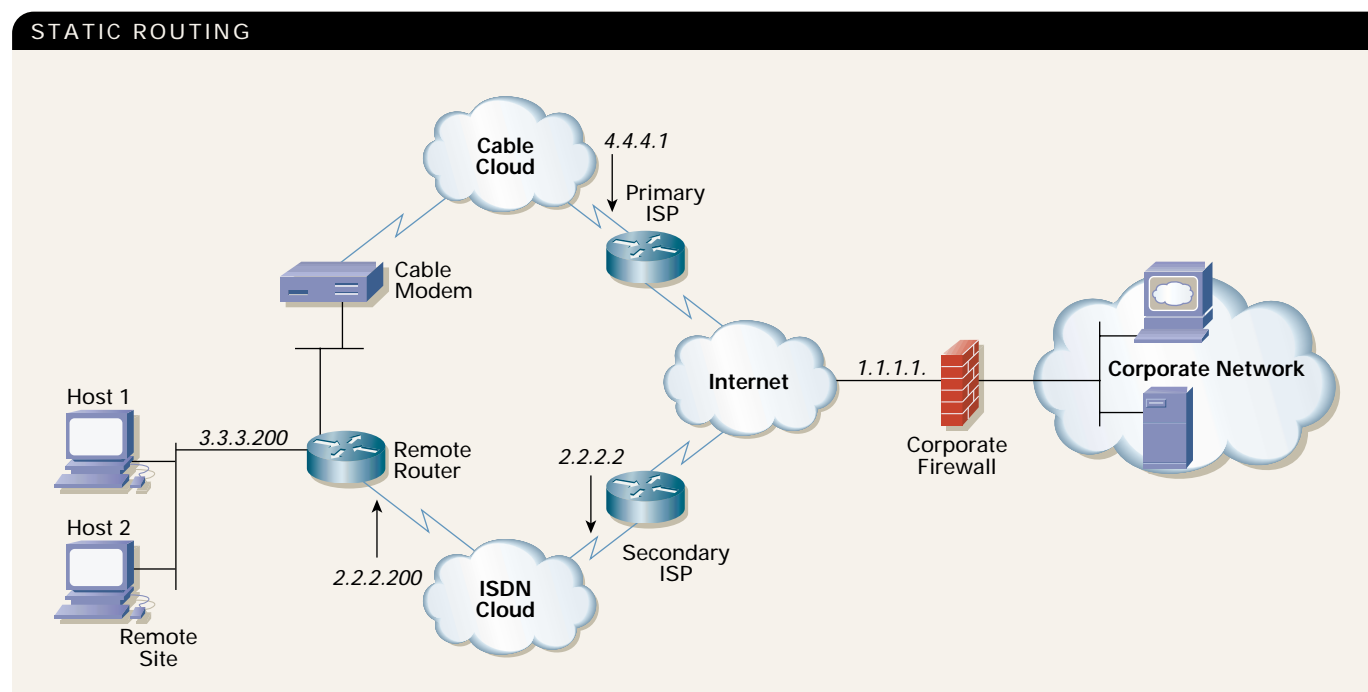 STATIC ROUTING
Cable
Cloud
4.4.4.1
Primary
ISP
Cable
Modem
Internet
1.1.1.1.
Corporate Network
Corporate
Firewall
Host 1
3.3.3.200
Remote
Router
2.2.2.2
Host 2
2.2.2.200
ISDN
Cloud
Secondary
ISP
Remote
Site